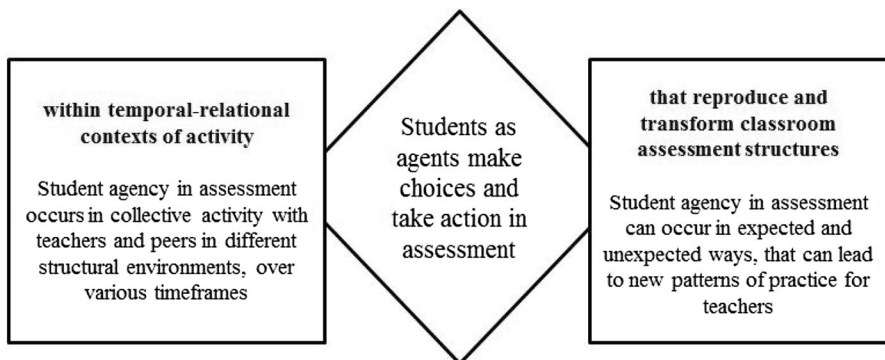 within temporal-relational
contexts of activity
Student agency in assessment
occurs in collective activity with
teachers and peers in different
structural environments, over
various timeframes
Students as
agents make
choices and
take action in
assessment
that reproduce and
transform classroom
assessment structures
Student agency in assessment
can occur in expected and
unexpected ways, that can lead
to new patterns of practice for
teachers